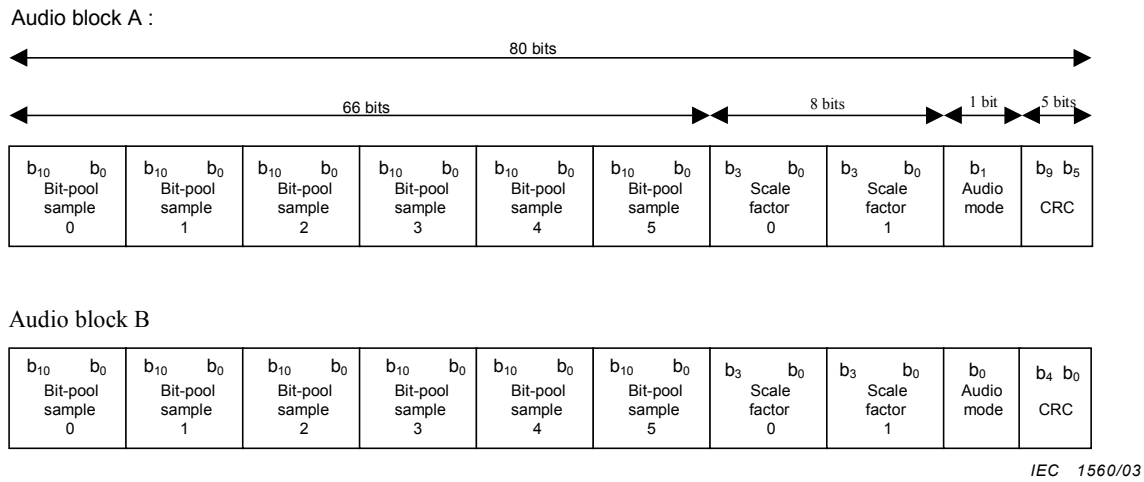 Audio block A :
80 bits
66 bits 8 bits 1 bit 5 bits
b₁₀ b₀ b₁₀ b₀ b₁₀ b₀ b₁₀ b₀ b₁₀ b₀ b₁₀ b₀ b₃ b₀ b₃ b₀ b₁ b₉ b₅
Bit-pool Bit-pool Bit-pool Bit-pool Bit-pool Bit-pool Scale Scale Audio
sample sample sample sample sample sample factor factor mode CRC
0 1 2 3 4 5 0 1
Audio block B
b₁₀ b₀ b₁₀ b₀ b₁₀ b₀ b₁₀ b₀ b₁₀ b₀ b₁₀ b₀ b₃ b₀ b₃ b₀ b₀ b₄ b₀
Bit-pool Bit-pool Bit-pool Bit-pool Bit-pool Bit-pool Scale Scale Audio
sample sample sample sample sample sample factor factor mode CRC
0 1 2 3 4 5 0 1
IEC 1560/03